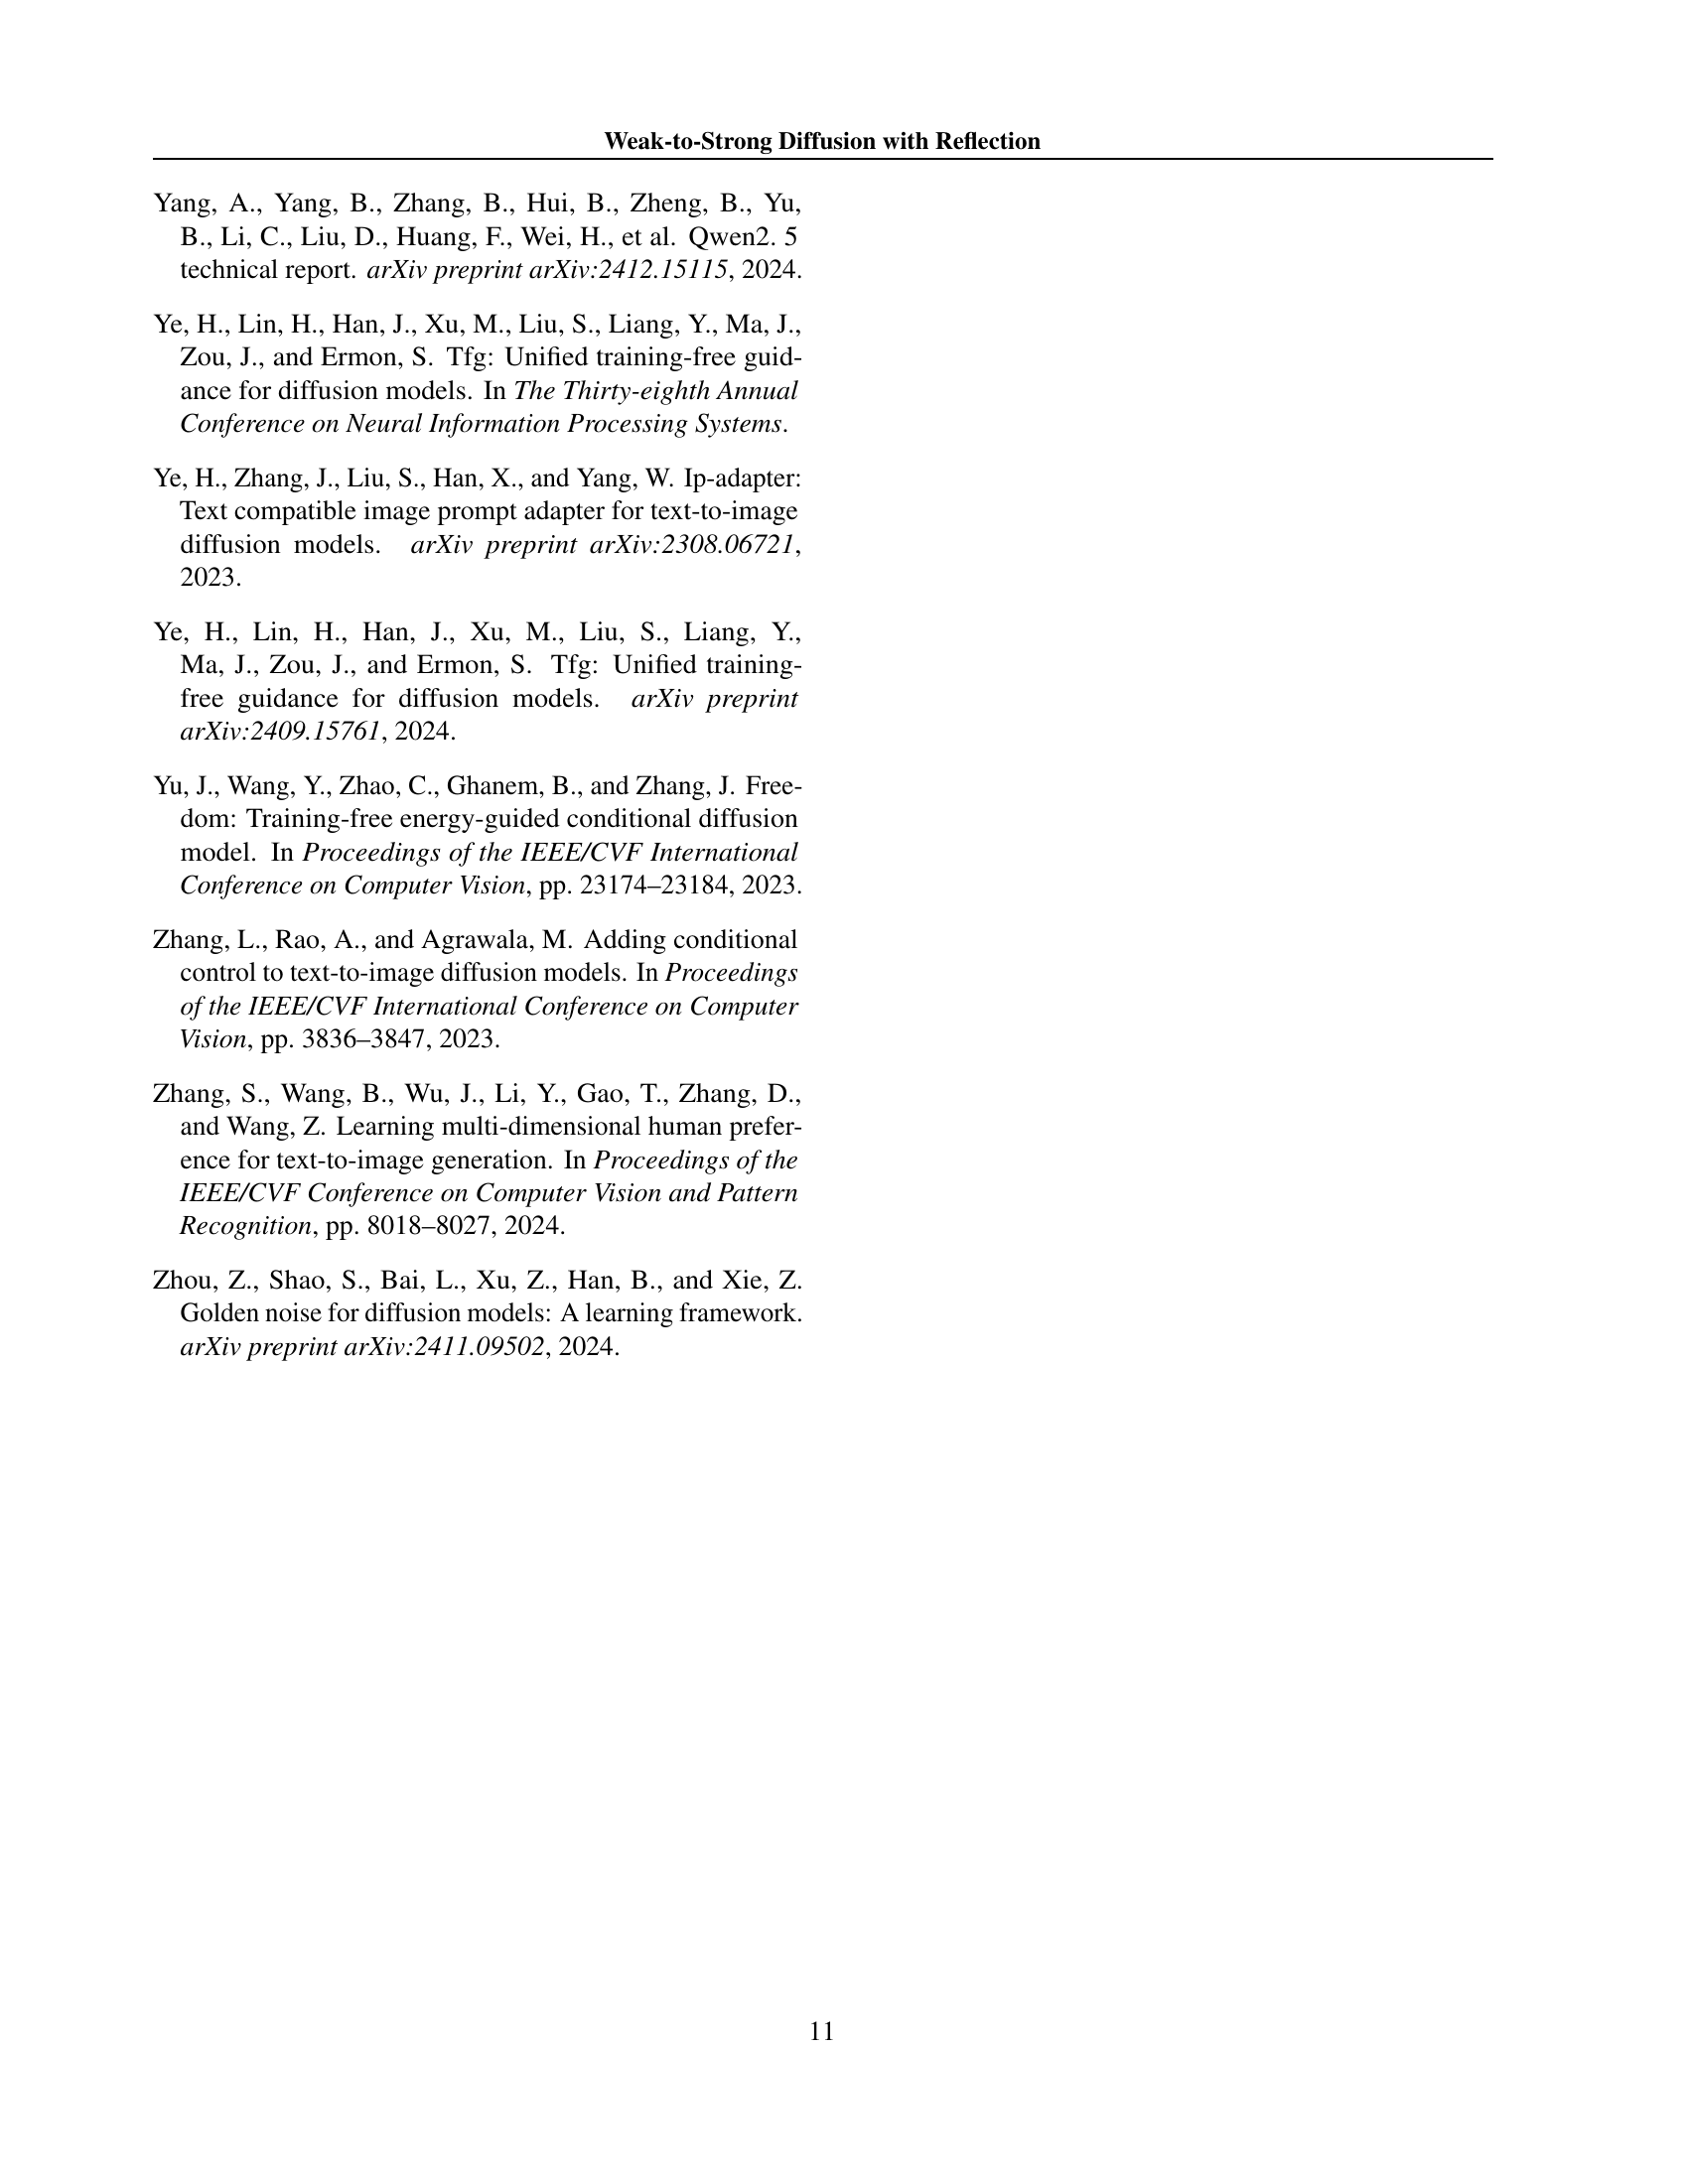 Weak-to-Strong Diffusion with Reflection
Yang, A., Yang, B., Zhang, B., Hui, B., Zheng, B., Yu,
B., Li, C., Liu, D., Huang, F., Wei, H., et al. Qwen2. 5
technical report. arXiv preprint arXiv:2412.15115, 2024.
Ye, H., Lin, H., Han, J., Xu, M., Liu, S., Liang, Y., Ma, J.,
Zou, J., and Ermon, S. Tfg: Unified training-free guid-
ance for diffusion models. In The Thirty-eighth Annual
Conference on Neural Information Processing Systems.
Ye, H., Zhang, J., Liu, S., Han, X., and Yang, W. Ip-adapter:
Text compatible image prompt adapter for text-to-image
diffusion models. arXiv preprint arXiv:2308.06721,
2023.
Ye, H., Lin, H., Han, J., Xu, M., Liu, S., Liang, Y.,
Ma, J., Zou, J., and Ermon, S. Tfg: Unified training-
free guidance for diffusion models. arXiv preprint
arXiv:2409.15761, 2024.
Yu, J., Wang, Y., Zhao, C., Ghanem, B., and Zhang, J. Free-
dom: Training-free energy-guided conditional diffusion
model. In Proceedings of the IEEE/CVF International
Conference on Computer Vision, pp. 23174–23184, 2023.
Zhang, L., Rao, A., and Agrawala, M. Adding conditional
control to text-to-image diffusion models. In Proceedings
of the IEEE/CVF International Conference on Computer
Vision, pp. 3836–3847, 2023.
Zhang, S., Wang, B., Wu, J., Li, Y., Gao, T., Zhang, D.,
and Wang, Z. Learning multi-dimensional human prefer-
ence for text-to-image generation. In Proceedings of the
IEEE/CVF Conference on Computer Vision and Pattern
Recognition, pp. 8018–8027, 2024.
Zhou, Z., Shao, S., Bai, L., Xu, Z., Han, B., and Xie, Z.
Golden noise for diffusion models: A learning framework.
arXiv preprint arXiv:2411.09502, 2024.
11